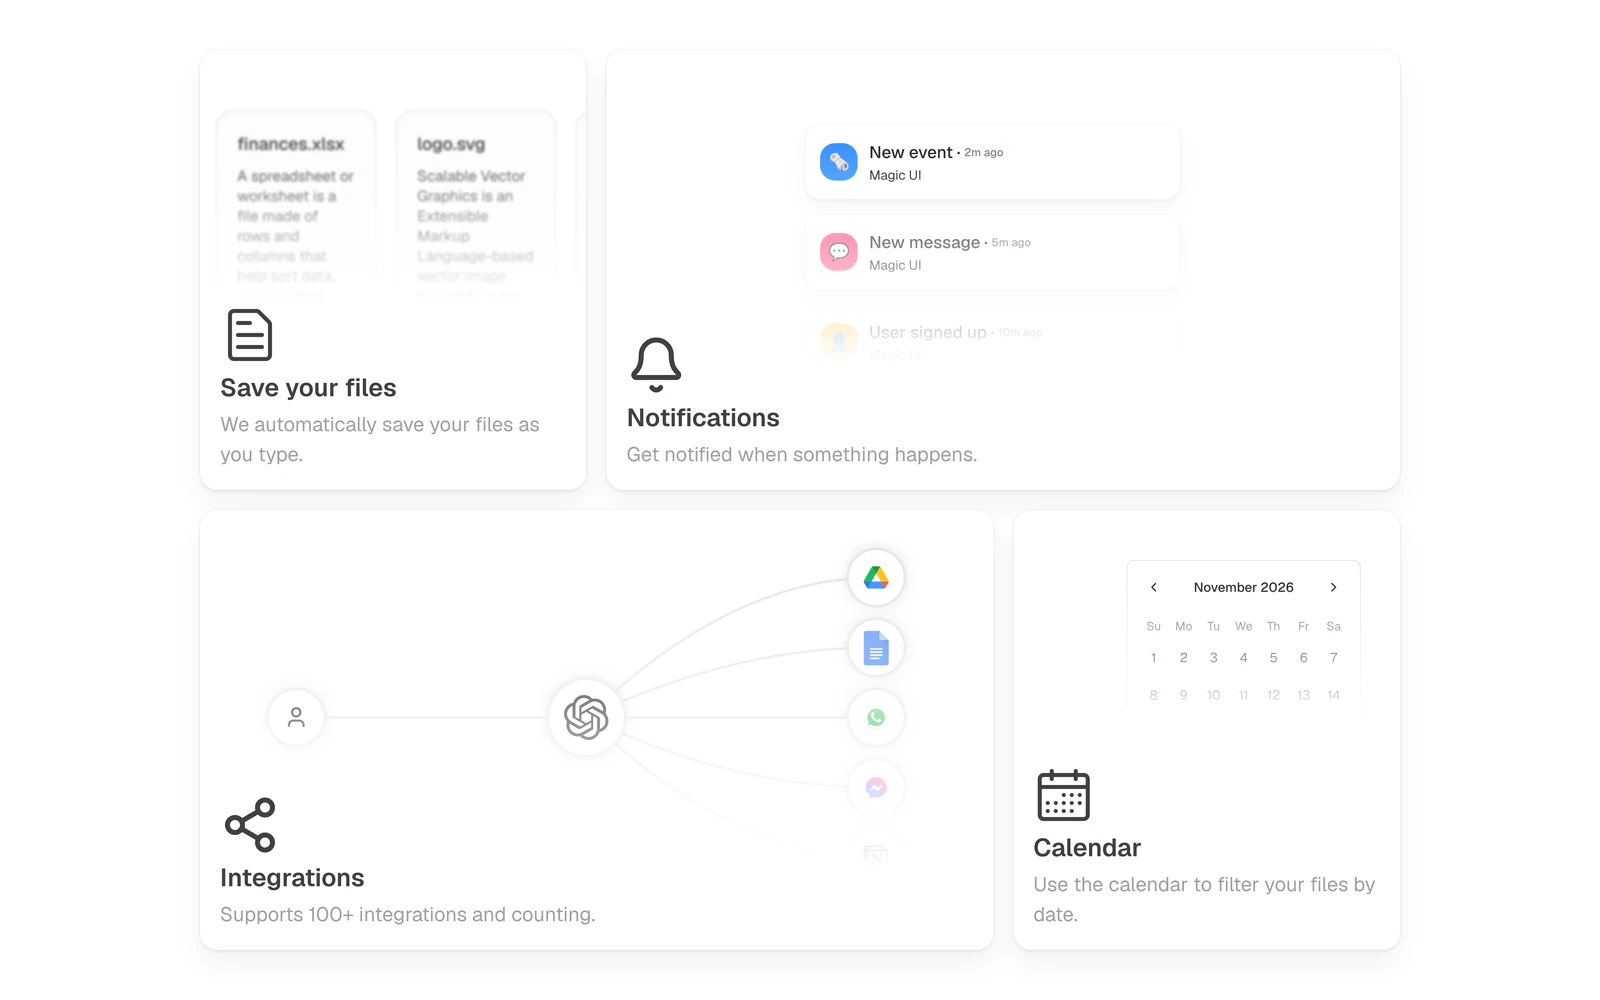 finances.xlsx
A spreadsheet or
worksheet is a
file made of
rows and
columns that
help sort data,
logo.svg
Scalable Vector
Graphics is an
Extensible
Markup
Language-based
vector image
Save your files
We automatically save your files as
you type.
New event · 2m ago
Magic UI
New message · 5m ago
Magic UI
User signed up · 10m ago
Magic UI
Notifications
Get notified when something happens.
Integrations
Supports 100+ integrations and counting.
November 2026
Su Mo Tu We Th Fr Sa
1 2 3 4 5 6 7
8 9 10 11 12 13 14
Calendar
Use the calendar to filter your files by
date.